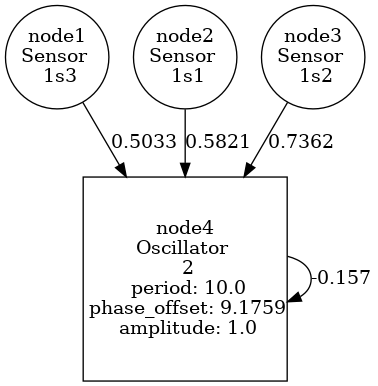 node1
Sensor
1s3
node2
Sensor
1s1
node3
Sensor
1s2
0.5033
0.5821
0.7362
node4
Oscillator
2
period: 10.0
phase_offset: 9.1759
amplitude: 1.0
-0.157